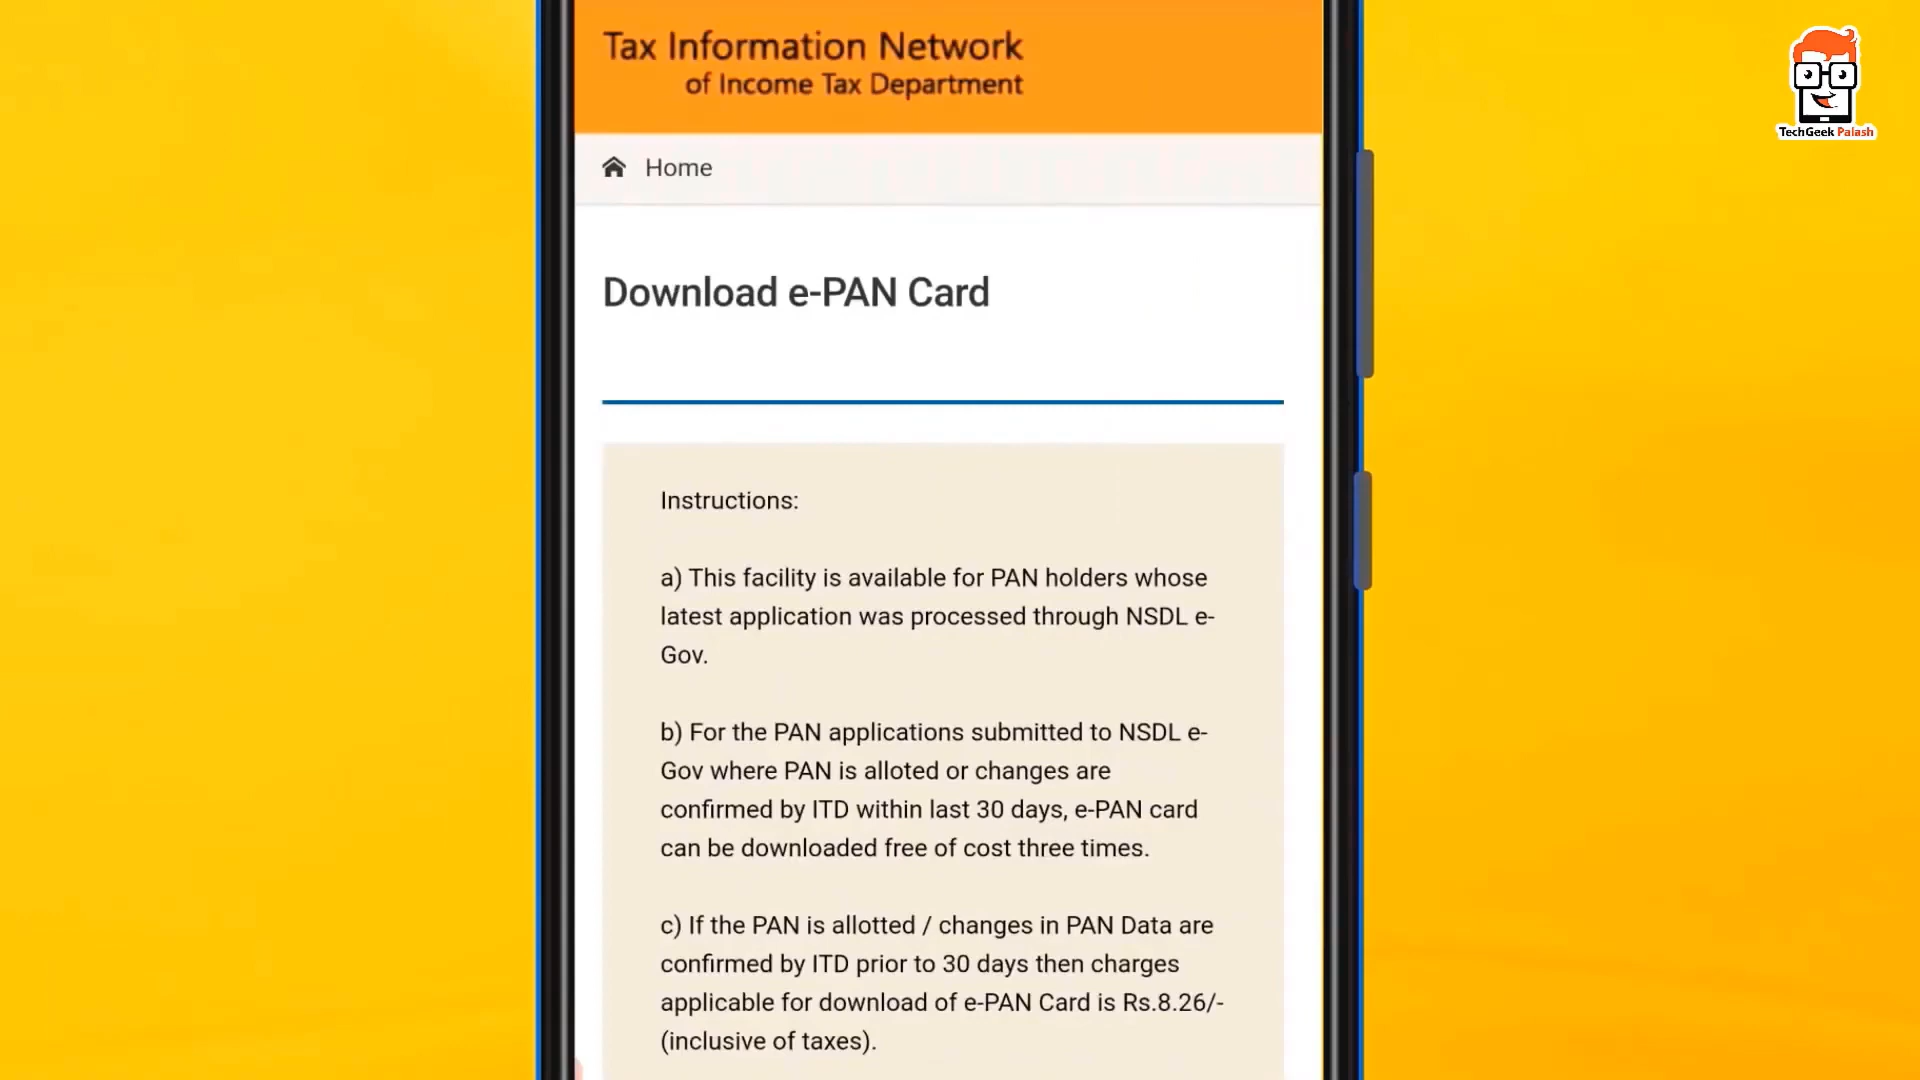 Tax Information Network
of Income Tax Department
TechGeek Palash
Home
Download e-PAN Card
Instructions:
a) This facility is available for PAN holders whose
latest application was processed through NSDL e-
Gov.
b) For the PAN applications submitted to NSDL e-
Gov where PAN is alloted or changes are
confirmed by ITD within last 30 days, e-PAN card
can be downloaded free of cost three times.
c) If the PAN is allotted / changes in PAN Data are
confirmed by ITD prior to 30 days then charges
applicable for download of e-PAN Card is Rs.8.26/-
(inclusive of taxes).